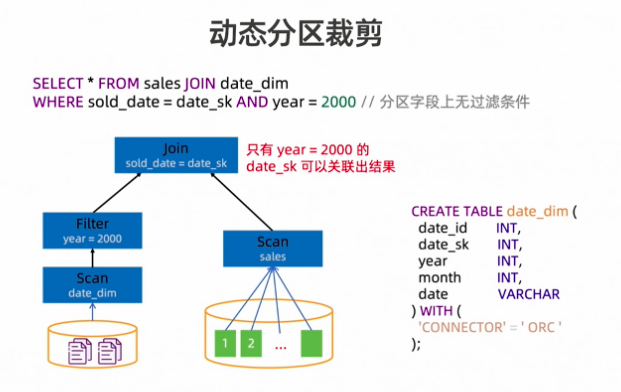 动态分区裁剪
SELECT * FROM sales JOIN date_dim
WHERE sold_date = date_sk AND year = 2000 // 分区字段上无过滤条件
Join
sold_date = date_sk
只有 year = 2000 的
date_sk 可以关联出结果
Filter
year = 2000
Scan
sales
Scan
date_dim
1 2 ...
CREATE TABLE date_dim (
date_id INT,
date_sk INT,
year INT,
month INT,
date VARCHAR
) WITH (
'CONNECTOR' = ' ORC '
);